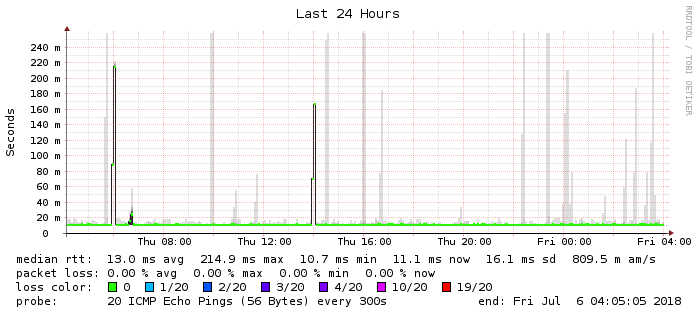 Last 24 Hours
RRDTOOL / TOBI OETIKER
Seconds
240 m
220 m
200 m
180 m
160 m
140 m
120 m
100 m
80 m
60 m
40 m
20 m
0
Thu 08:00 Thu 12:00 Thu 16:00 Thu 20:00 Fri 00:00 Fri 04:00
median rtt: 13.0 ms avg 214.9 ms max 10.7 ms min 11.1 ms now 16.1 ms sd 809.5 m am/s
packet loss: 0.00 % avg 0.00 % max 0.00 % min 0.00 % now
loss color: 0 1/20 2/20 3/20 4/20 10/20 19/20
probe: 20 ICMP Echo Pings (56 Bytes) every 300s end: Fri Jul 6 04:05:05 2018